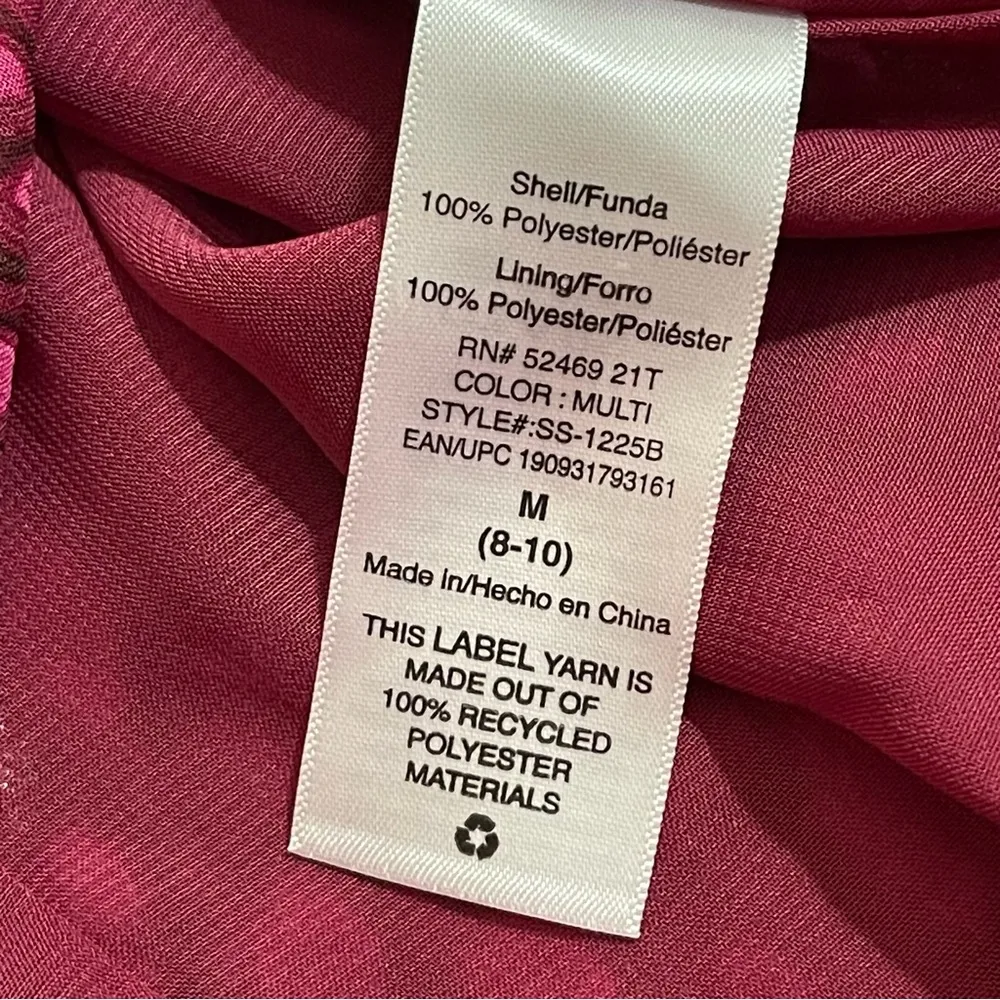 Shell/Funda
100% Polyester/Poliéster
Lining/Forro
100% Polyester/Poliéster
RN# 52469 21T
COLOR : MULTI
STYLE#:SS-1225B
EAN/UPC 190931793161
M
(8-10)
Made in/Hecho en China
THIS LABEL YARN IS
MADE OUT OF
100% RECYCLED
POLYESTER
MATERIALS